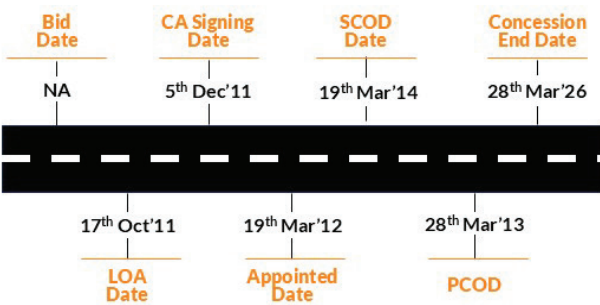 Bid
Date
NA
CA Signing
Date
5th Dec'11
SCOD
Date
19th Mar'14
Concession
End Date
28th Mar'26
17th Oct'11
LOA
Date
19th Mar'12
Appointed
Date
28th Mar'13
PCOD